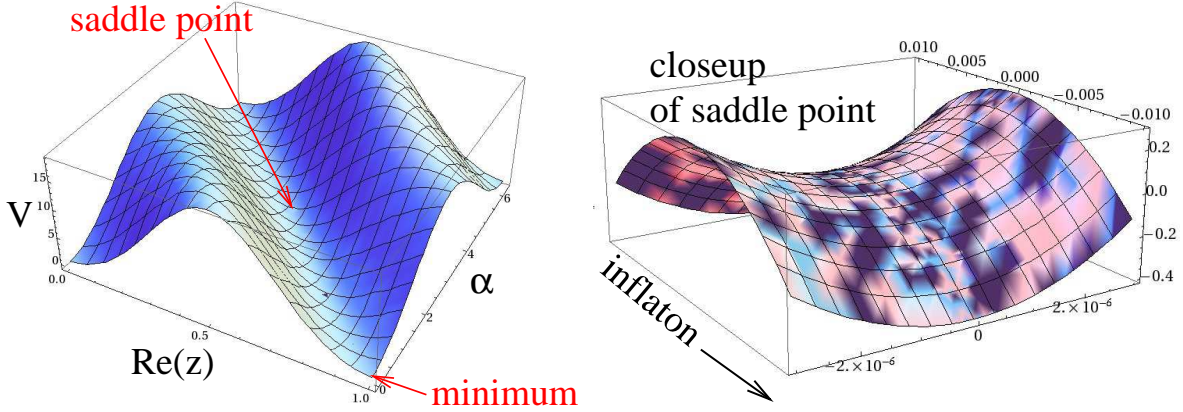 saddle point
V
15
10
5
0
0.0
0.5
1.0
Re(z)
0
2
4
6
α
minimum
closeup
of saddle point
0.010
0.005
0.000
−0.005
−0.010
0.2
0.0
−0.2
−0.4
inflaton
−2.×10⁻⁶
0
2.×10⁻⁶